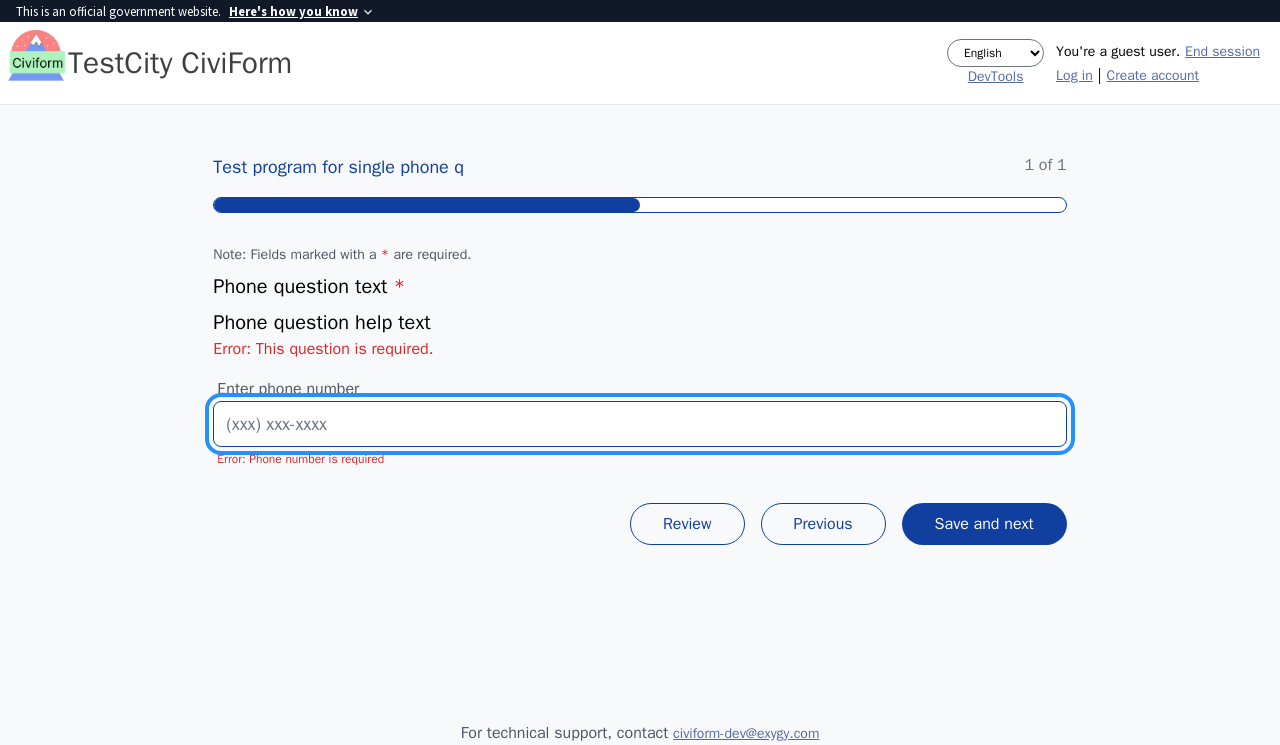 This is an official government website. Here's how you know
Civiform
TestCity CiviForm
English
DevTools
You're a guest user. End session
Log in | Create account
Test program for single phone q
1 of 1
Note: Fields marked with a * are required.
Phone question text *
Phone question help text
Error: This question is required.
Enter phone number
(xxx) xxx-xxxx
Error: Phone number is required
Review
Previous
Save and next
For technical support, contact civiform-dev@exygy.com